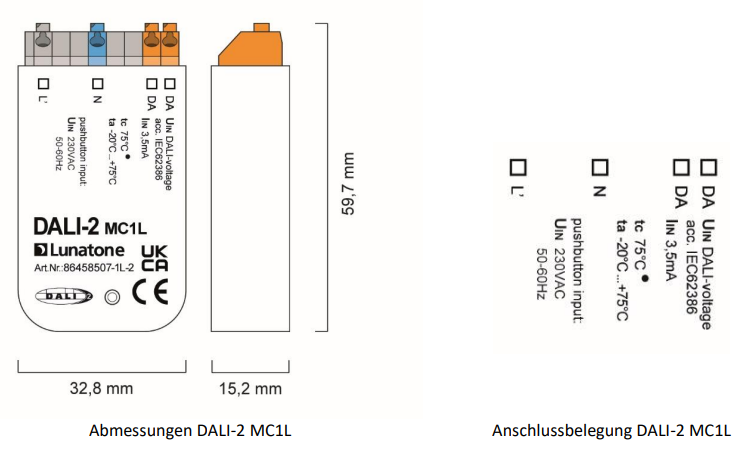 L'
N
DA
DA
UIN DALI-voltage
acc. IEC62386
IIN 3,5mA
tc 75°C
ta -20°C...+75°C
pushbutton input:
UIN 230VAC
50-60Hz
DALI-2 MC1L
Lunatone
Art.Nr.:86458507-1L-2
UK
CA
DALI 2
CE
59,7 mm
32,8 mm
15,2 mm
Abmessungen DALI-2 MC1L
L'
N
DA
DA
UIN DALI-voltage
acc. IEC62386
IIN 3,5mA
tc 75°C
ta -20°C...+75°C
pushbutton input:
UIN 230VAC
50-60Hz
Anschlussbelegung DALI-2 MC1L